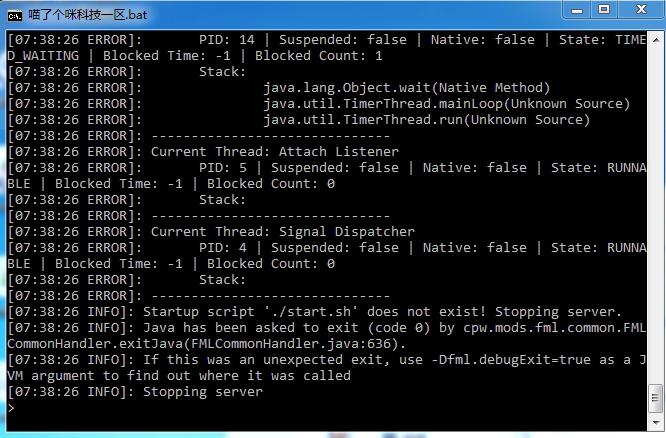 喵了个咪科技一区.bat
[07:38:26 ERROR]:       PID: 14 | Suspended: false | Native: false | State: TIME
D_WAITING | Blocked Time: -1 | Blocked Count: 1
[07:38:26 ERROR]:       Stack:
[07:38:26 ERROR]:               java.lang.Object.wait(Native Method)
[07:38:26 ERROR]:               java.util.TimerThread.mainLoop(Unknown Source)
[07:38:26 ERROR]:               java.util.TimerThread.run(Unknown Source)
[07:38:26 ERROR]: ------------------------------
[07:38:26 ERROR]: Current Thread: Attach Listener
[07:38:26 ERROR]:       PID: 5 | Suspended: false | Native: false | State: RUNNA
BLE | Blocked Time: -1 | Blocked Count: 0
[07:38:26 ERROR]:       Stack:
[07:38:26 ERROR]: ------------------------------
[07:38:26 ERROR]: Current Thread: Signal Dispatcher
[07:38:26 ERROR]:       PID: 4 | Suspended: false | Native: false | State: RUNNA
BLE | Blocked Time: -1 | Blocked Count: 0
[07:38:26 ERROR]:       Stack:
[07:38:26 ERROR]: ------------------------------
[07:38:26 INFO]: Startup script './start.sh' does not exist! Stopping server.
[07:38:26 INFO]: Java has been asked to exit (code 0) by cpw.mods.fml.common.FML
CommonHandler.exitJava(FMLCommonHandler.java:636).
[07:38:26 INFO]: If this was an unexpected exit, use -Dfml.debugExit=true as a J
VM argument to find out where it was called
[07:38:26 INFO]: Stopping server
>